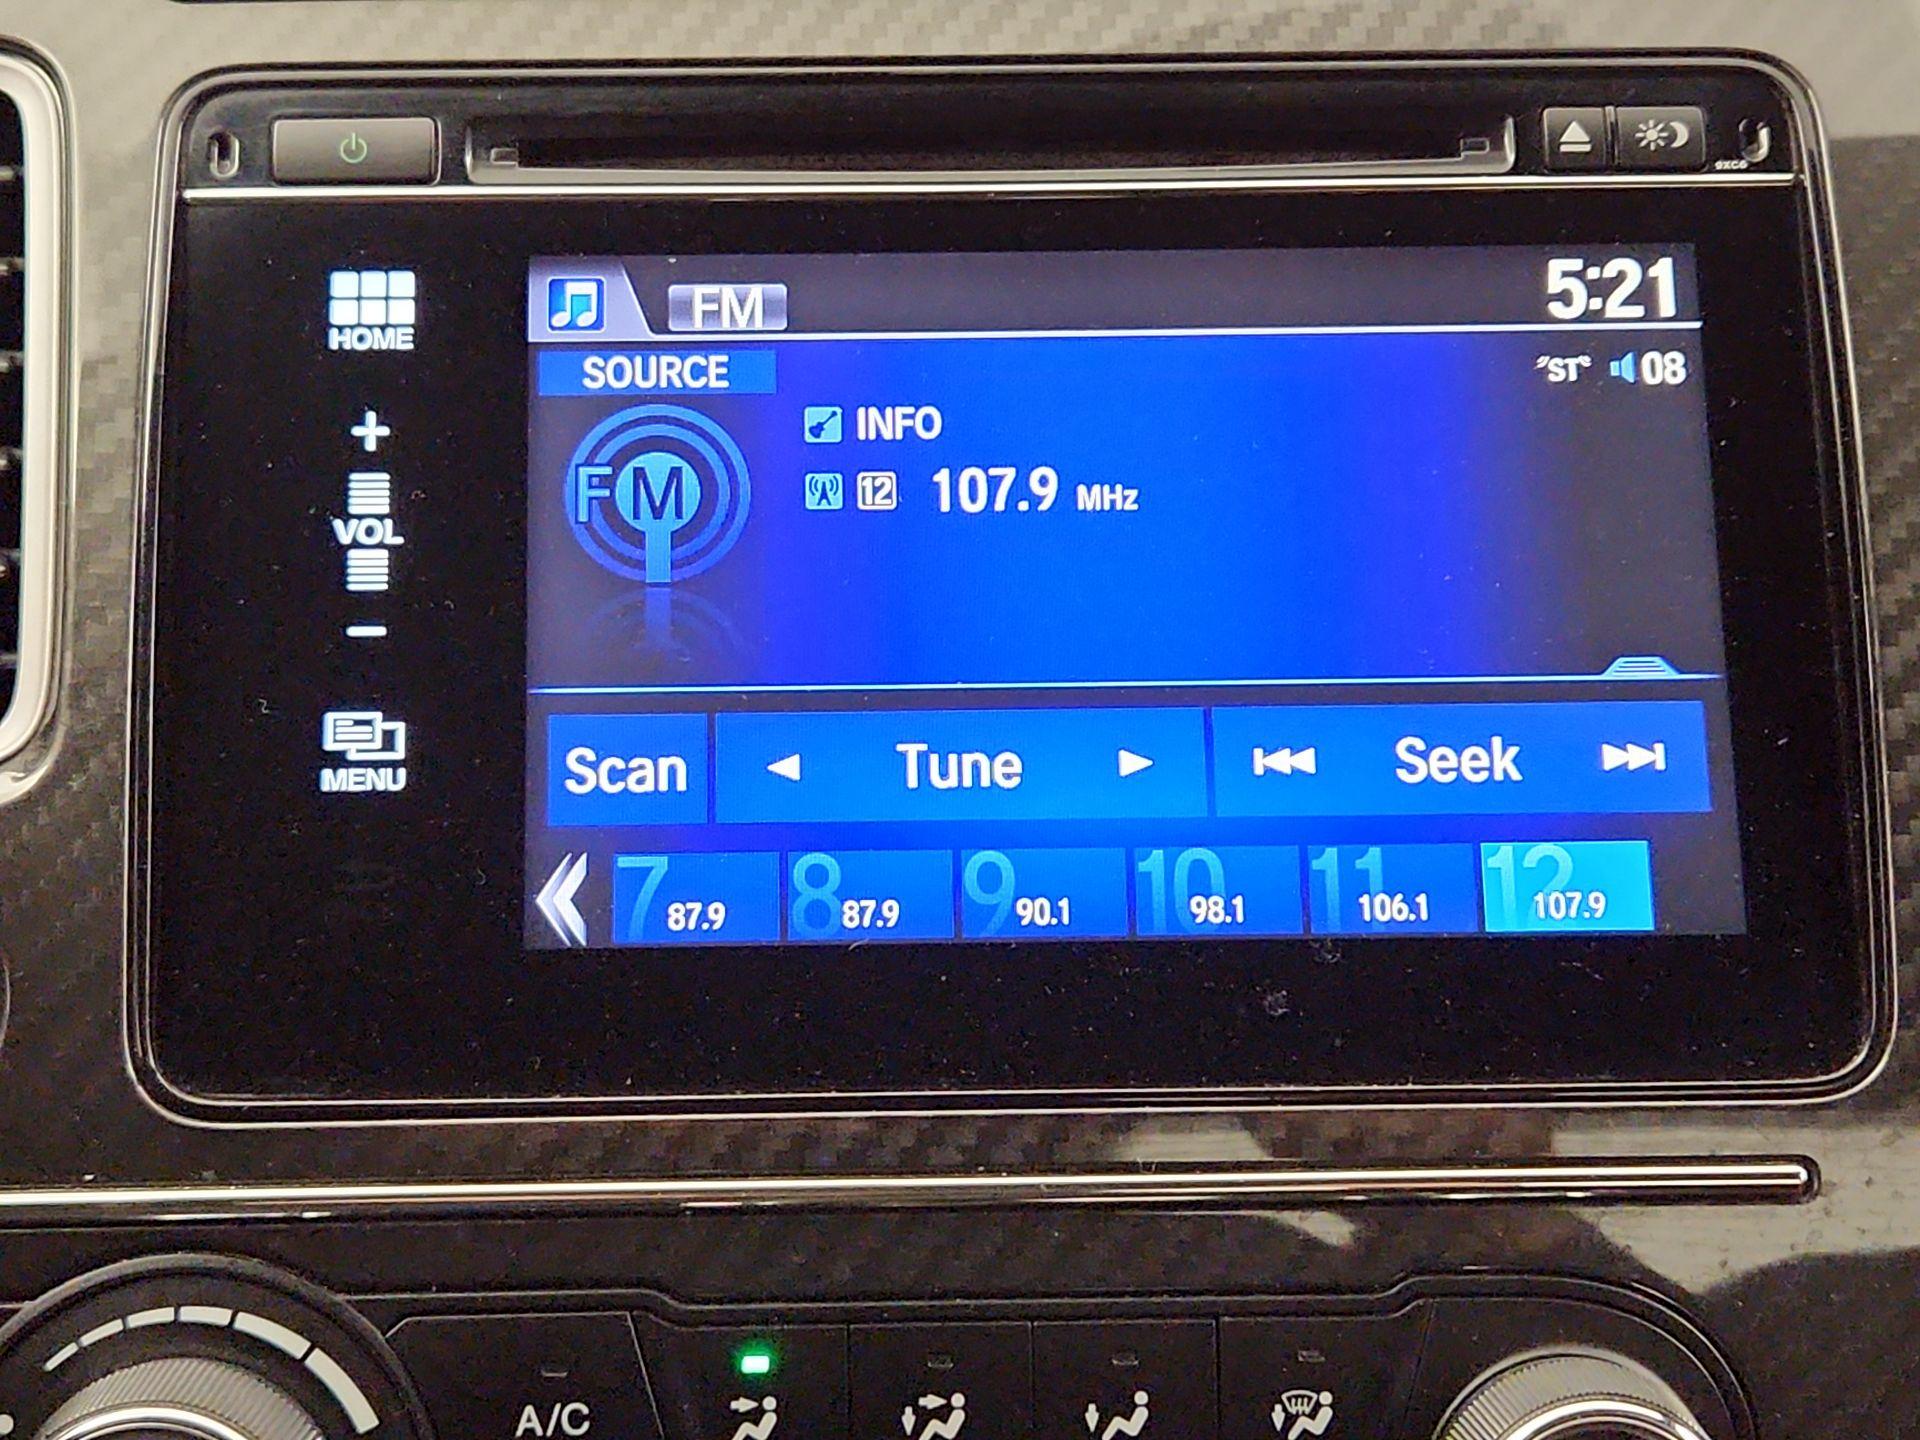 9XC6
HOME
FM
5:21
SOURCE
"ST" 08
INFO
FM
12 107.9 MHz
+
VOL
−
MENU
Scan
Tune
Seek
7 87.9
8 87.9
9 90.1
10 98.1
11 106.1
12 107.9
A/C